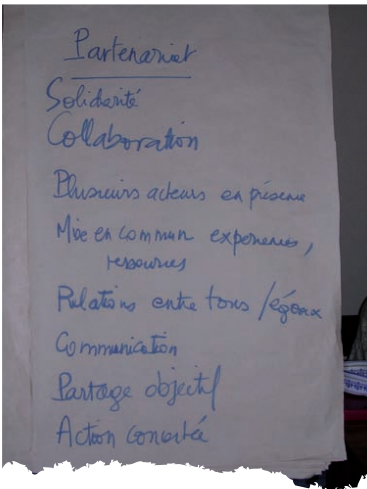 Partenariat
Solidarité
Collaboration
Plusieurs acteurs en présence
Mise en commun expériences,
ressources
Relations entre tous / égaux
Communication
Partage objectif
Action concertée